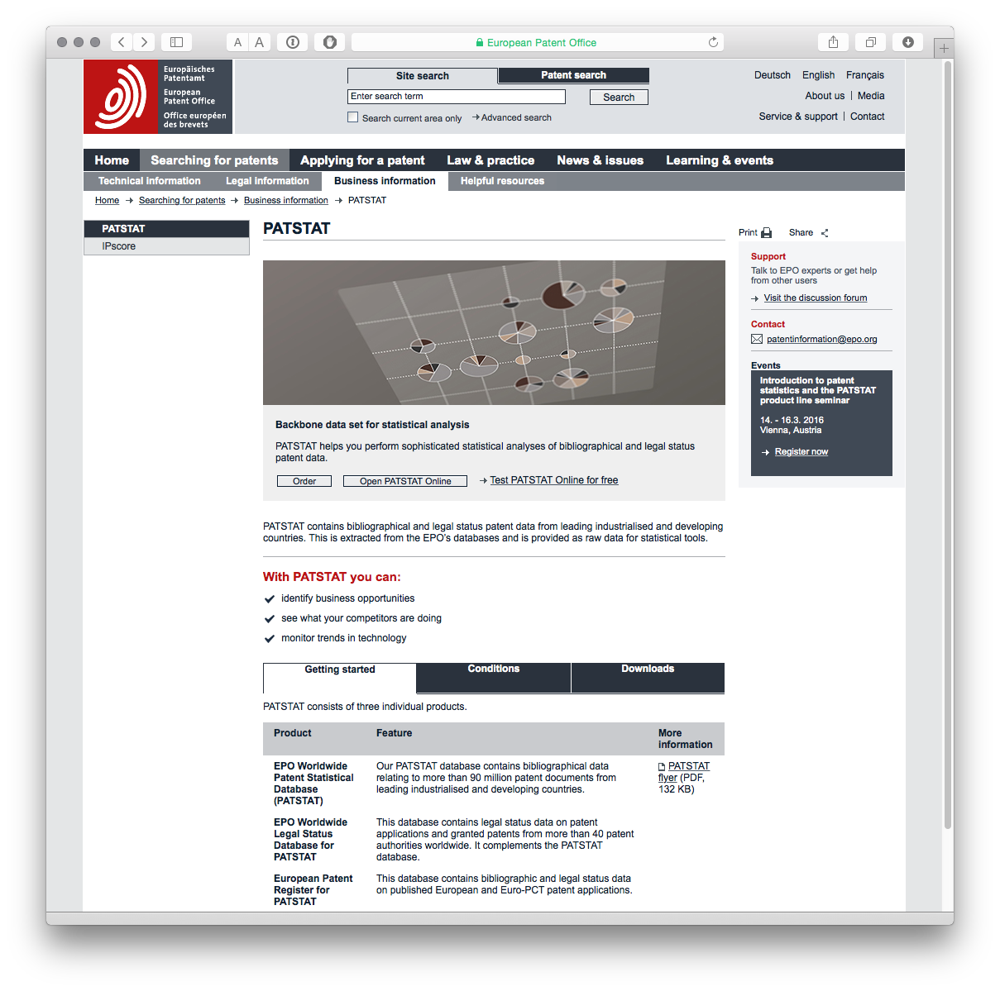 A A
European Patent Office
Europäisches
Patentamt
European
Patent Office
Office européen
des brevets
Site search
Patent search
Enter search term
Search
Search current area only
Advanced search
Deutsch English Français
About us | Media
Service & support | Contact
Home Searching for patents Applying for a patent Law & practice News & issues Learning & events
Technical information Legal information Business information Helpful resources
Home → Searching for patents → Business information → PATSTAT
PATSTAT
IPscore
PATSTAT
Backbone data set for statistical analysis
PATSTAT helps you perform sophisticated statistical analyses of bibliographical and legal status
patent data.
Order
Open PATSTAT Online
Test PATSTAT Online for free
PATSTAT contains bibliographical and legal status patent data from leading industrialised and developing
countries. This is extracted from the EPO's databases and is provided as raw data for statistical tools.
With PATSTAT you can:
identify business opportunities
see what your competitors are doing
monitor trends in technology
Getting started Conditions Downloads
PATSTAT consists of three individual products.
Product
Feature
More
information
EPO Worldwide
Patent Statistical
Database
(PATSTAT)
Our PATSTAT database contains bibliographical data
relating to more than 90 million patent documents from
leading industrialised and developing countries.
PATSTAT
flyer (PDF,
132 KB)
EPO Worldwide
Legal Status
Database for
PATSTAT
This database contains legal status data on patent
applications and granted patents from more than 40 patent
authorities worldwide. It complements the PATSTAT
database.
European Patent
Register for
PATSTAT
This database contains bibliographic and legal status data
on published European and Euro-PCT patent applications.
Print
Share
Support
Talk to EPO experts or get help
from other users
Visit the discussion forum
Contact
patentinformation@epo.org
Events
Introduction to patent
statistics and the PATSTAT
product line seminar
14. - 16.3. 2016
Vienna, Austria
Register now